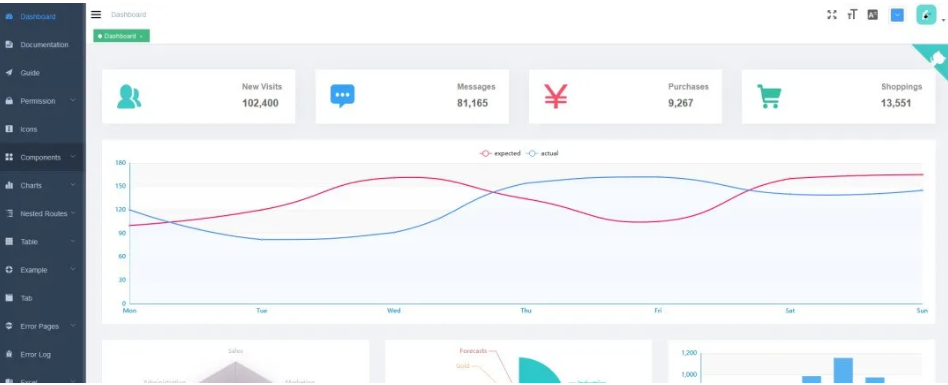 Dashboard
Documentation
Guide
Permission
Icons
Components
Charts
Nested Routes
Table
Example
Tab
Error Pages
Error Log
Excel
Dashboard
Dashboard ×
New Visits
102,400
Messages
81,165
Purchases
9,267
Shoppings
13,551
expected
actual
180
150
120
90
60
30
0
Mon
Tue
Wed
Thu
Fri
Sat
Sun
Sales
Administration
Marketing
Forecasts
Gold
Industries
1,200
1,000